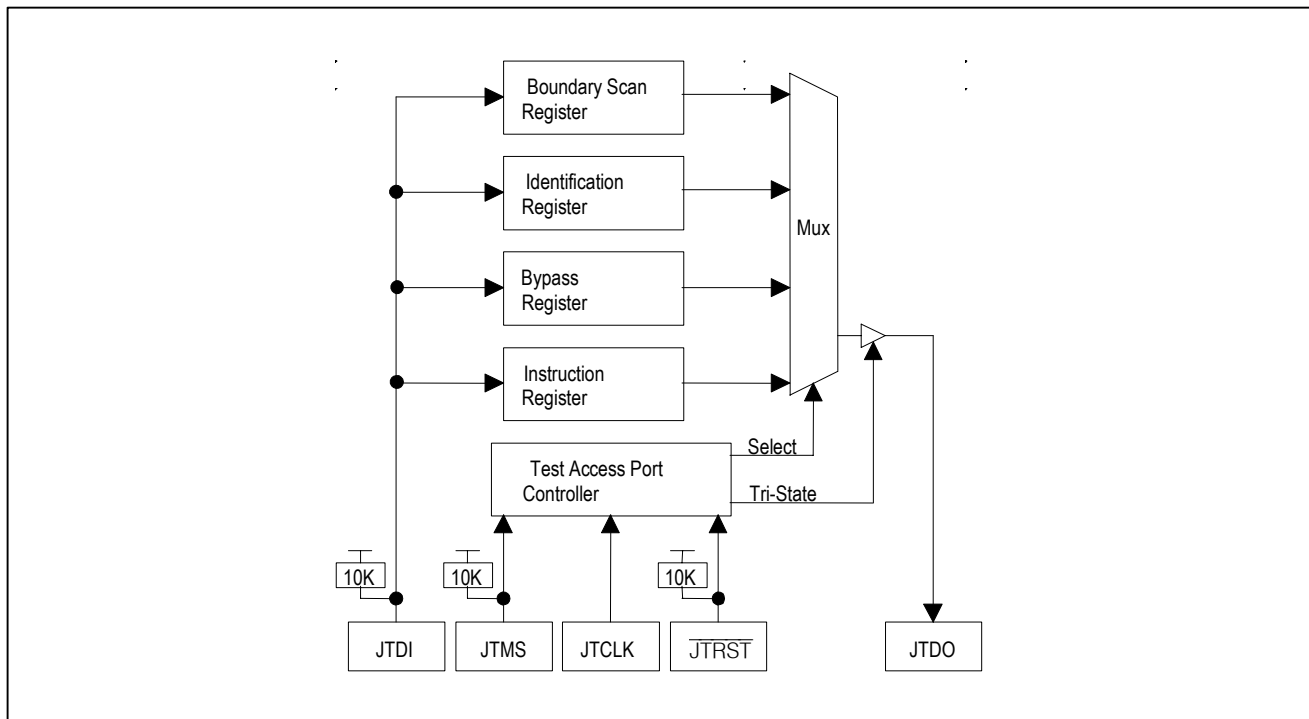 Boundary Scan
Register
Identification
Register
Mux
Bypass
Register
Instruction
Register
Select
Test Access Port
Controller
Tri-State
10K
10K
10K
JTDI
JTMS
JTCLK
JTRST
JTDO